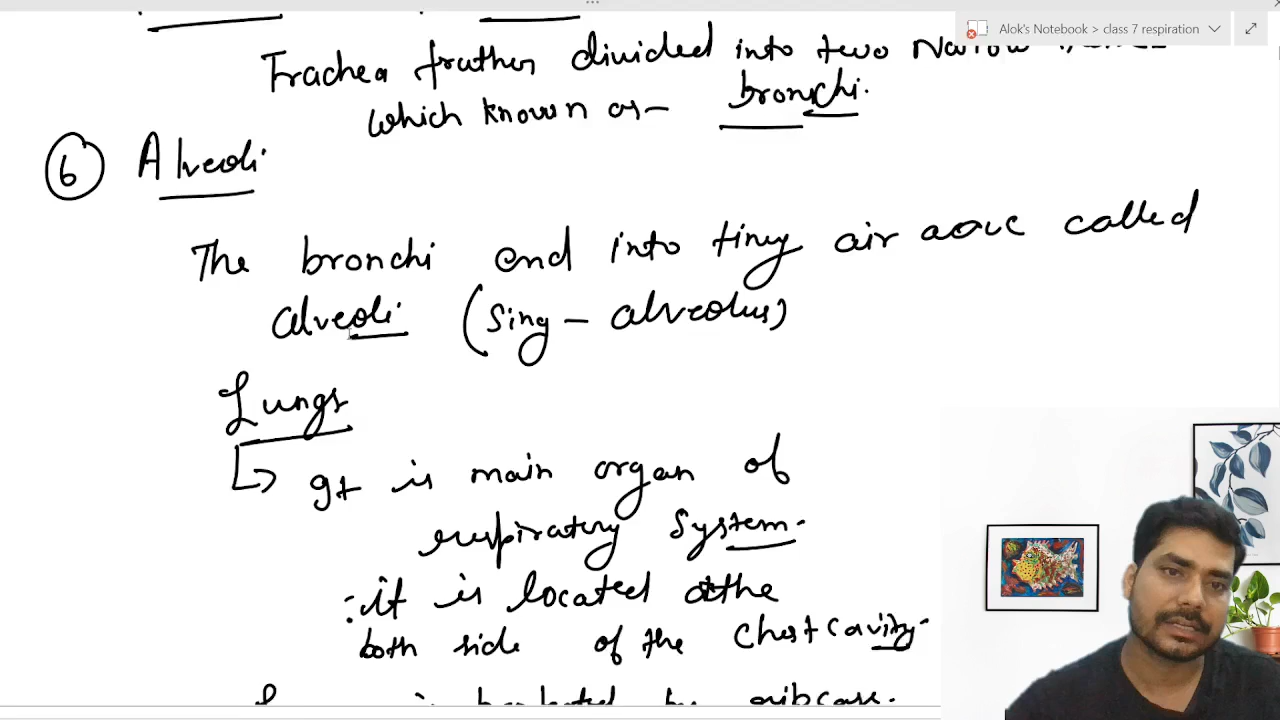 Alok's Notebook > class 7 respiration
Trachea frather divided into two Narrow
which known as - bronchi.
6 Alveoli
The bronchi end into tiny air called
alveoli (Sing - alveolus)
Lungs
↳ It is main organ of
respiratory system.
: it is located at the
both side of the Chest cavity.